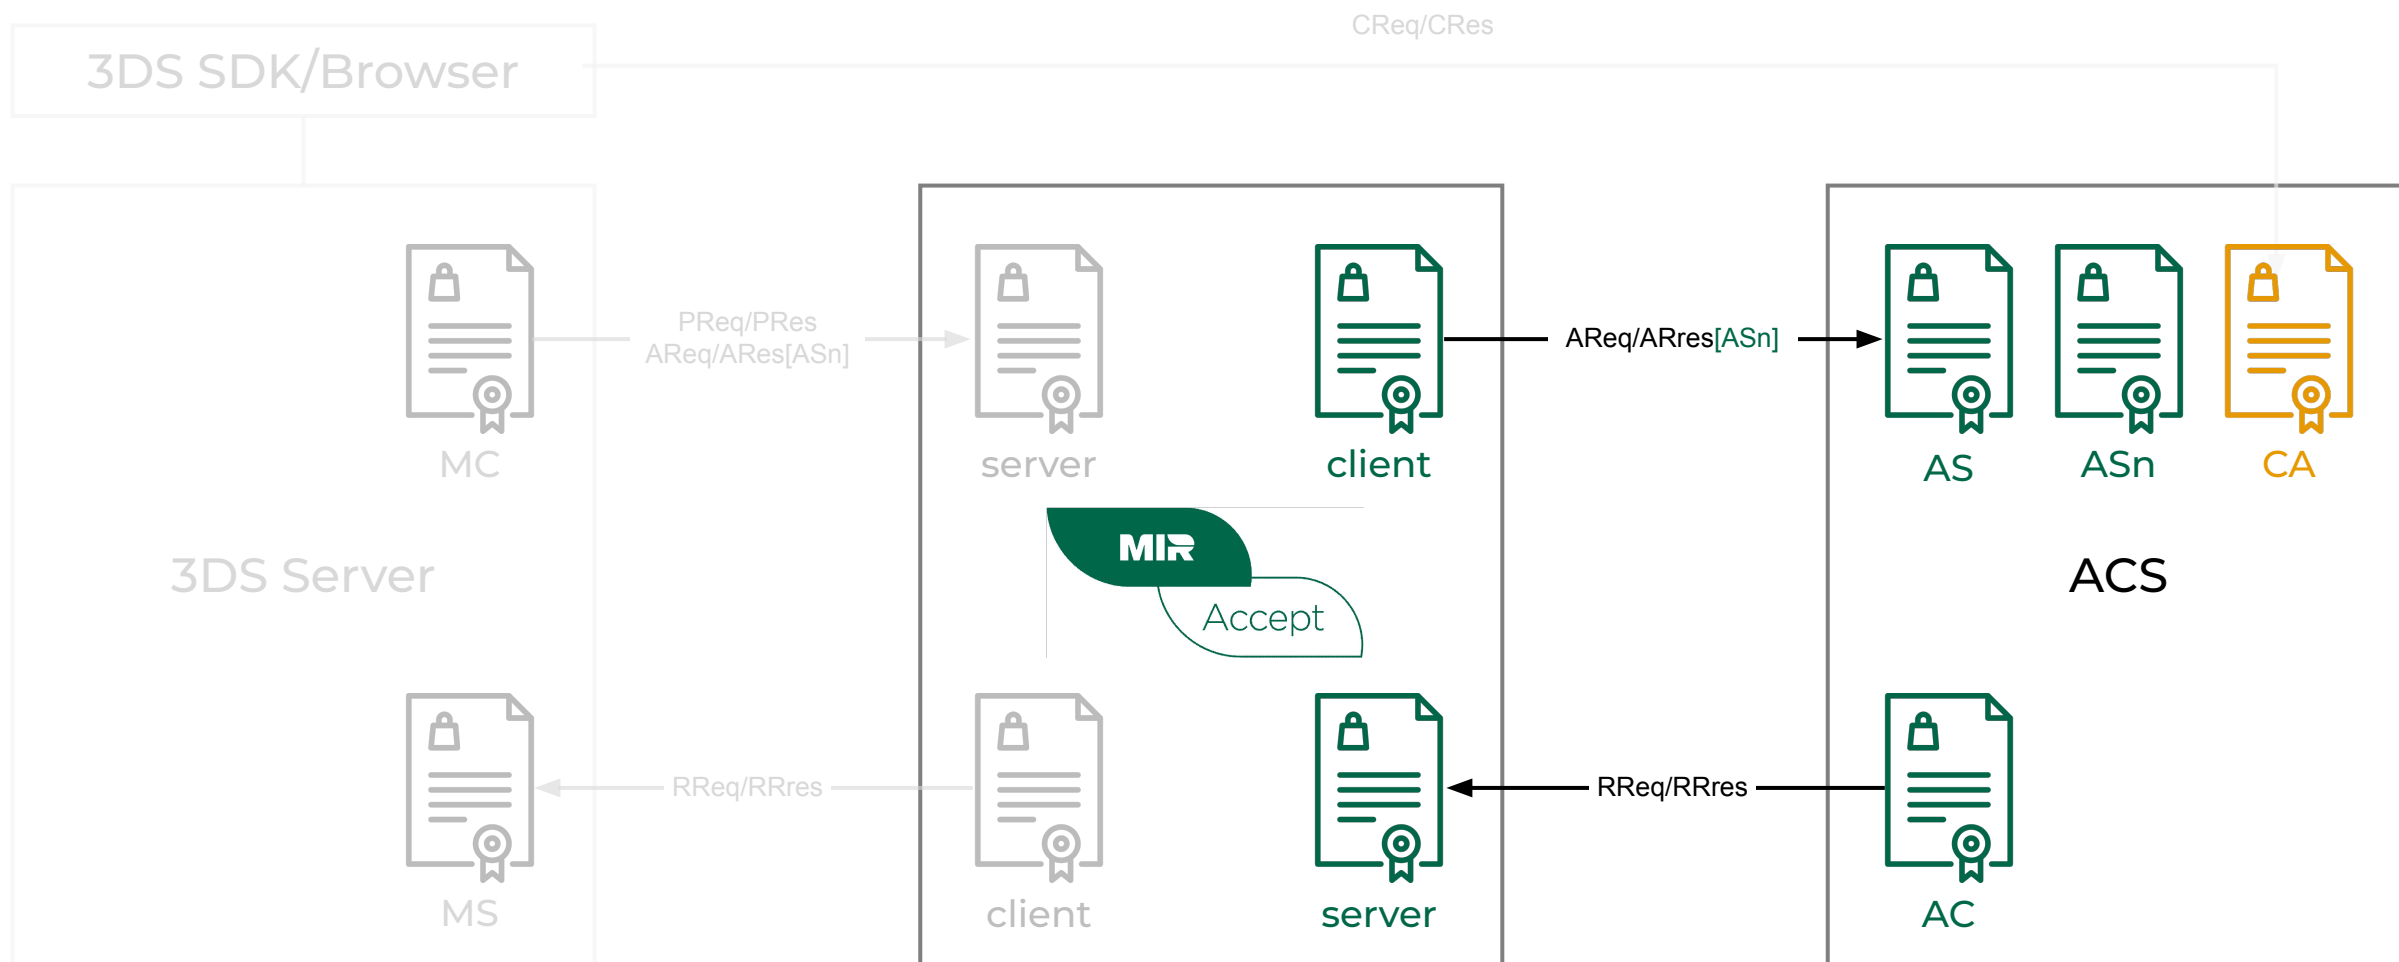 CReq/CRes
3DS SDK/Browser
PReq/PRes
AReq/ARes[ASn]
AReq/ARres[ASn]
MC
server
client
AS
ASn
CA
MIR
Accept
3DS Server
ACS
RReq/RRres
RReq/RRres
MS
client
server
AC